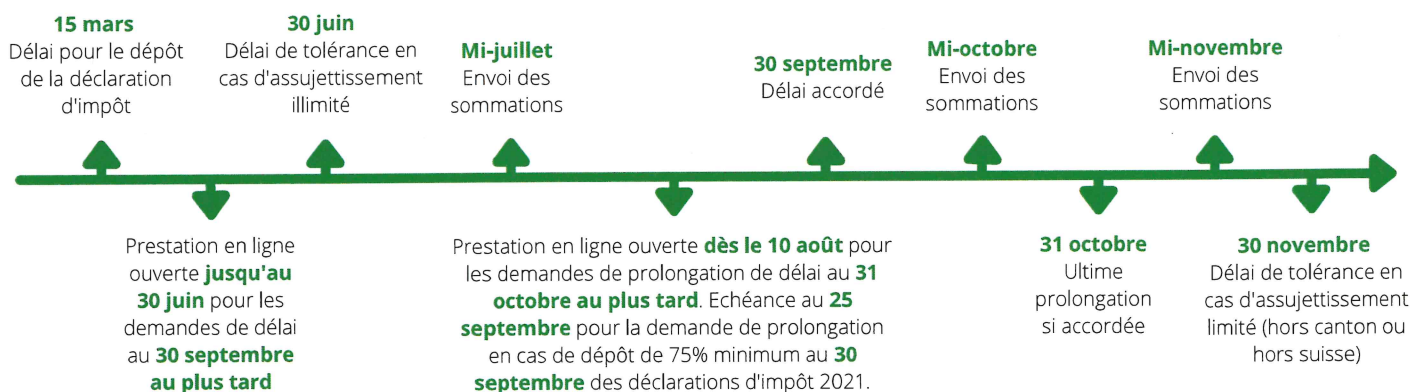 15 mars
Délai pour le dépôt
de la déclaration
d'impôt
30 juin
Délai de tolérance en
cas d'assujettissement
illimité
Mi-juillet
Envoi des
sommations
30 septembre
Délai accordé
Mi-octobre
Envoi des
sommations
Mi-novembre
Envoi des
sommations
Prestation en ligne
ouverte jusqu'au
30 juin pour les
demandes de délai
au 30 septembre
au plus tard
Prestation en ligne ouverte dès le 10 août pour
les demandes de prolongation de délai au 31
octobre au plus tard. Echéance au 25
septembre pour la demande de prolongation
en cas de dépôt de 75% minimum au 30
septembre des déclarations d'impôt 2021.
31 octobre
Ultime
prolongation
si accordée
30 novembre
Délai de tolérance en
cas d'assujettissement
limité (hors canton ou
hors suisse)